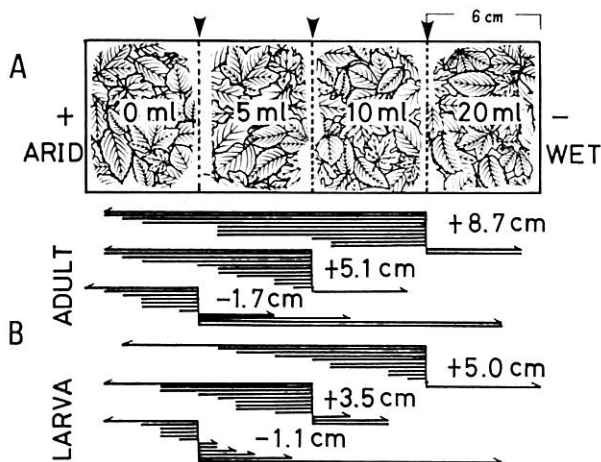 6 cm
A
0 ml
5 ml
10 ml
20 ml
+
ARID
−
WET
+8.7 cm
+5.1 cm
-1.7 cm
ADULT
B
+5.0 cm
+3.5 cm
-1.1 cm
LARVA